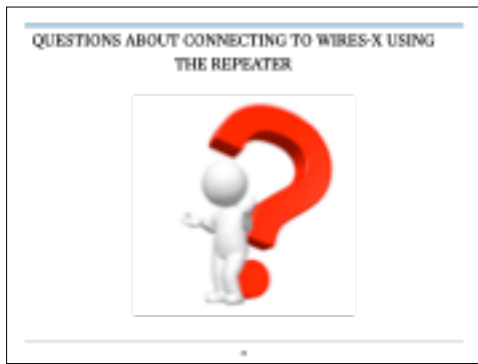 QUESTIONS ABOUT CONNECTING TO WIRES-X USING
THE REPEATER